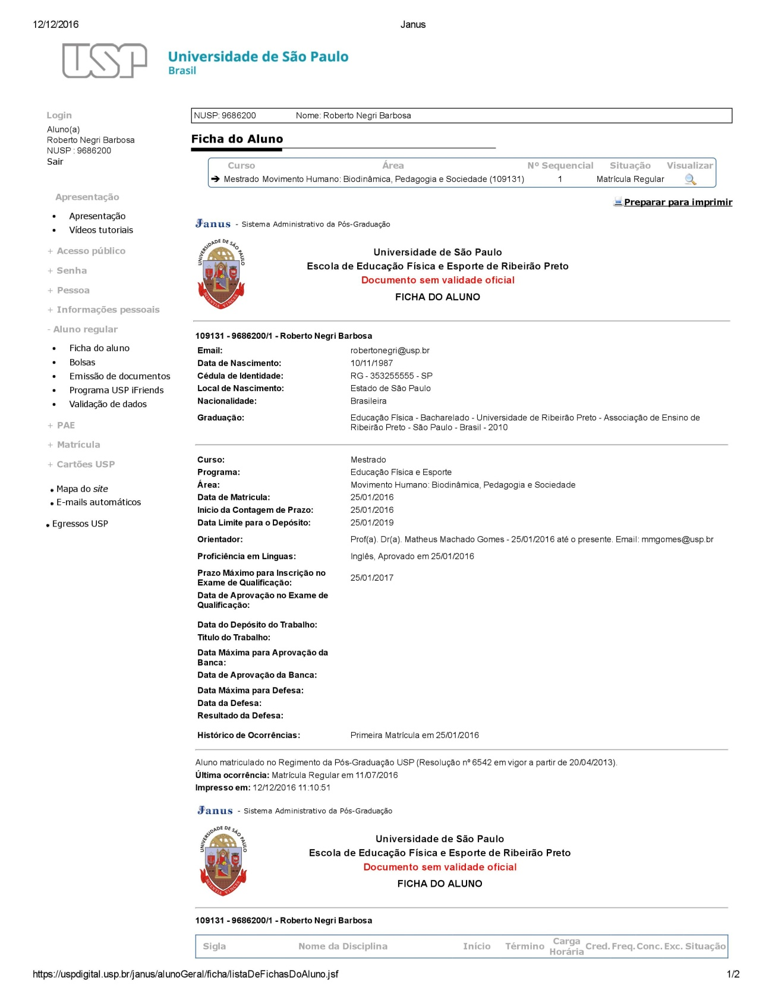 12/12/2016 Janus
USP Universidade de São Paulo
Brasil
Login
Aluno(a)
Roberto Negri Barbosa
NUSP : 9686200
Sair
Apresentação
• Apresentação
• Vídeos tutoriais
+ Acesso público
+ Senha
+ Pessoa
+ Informações pessoais
- Aluno regular
• Ficha do aluno
• Bolsas
• Emissão de documentos
• Programa USP iFriends
• Validação de dados
+ PAE
+ Matrícula
+ Cartões USP
• Mapa do site
• E-mails automáticos
• Egressos USP
NUSP: 9686200 Nome: Roberto Negri Barbosa
Ficha do Aluno
Curso Área Nº Sequencial Situação Visualizar
➔ Mestrado Movimento Humano: Biodinâmica, Pedagogia e Sociedade (109131) 1 Matrícula Regular
Preparar para imprimir
Janus - Sistema Administrativo da Pós-Graduação
UNIVERSIDADE DE SÃO PAULO
SCIENTIA VINCES
Universidade de São Paulo
Escola de Educação Física e Esporte de Ribeirão Preto
Documento sem validade oficial
FICHA DO ALUNO
109131 - 9686200/1 - Roberto Negri Barbosa
Email: robertonegri@usp.br
Data de Nascimento: 10/11/1987
Cédula de Identidade: RG - 353255555 - SP
Local de Nascimento: Estado de São Paulo
Nacionalidade: Brasileira
Graduação: Educação Física - Bacharelado - Universidade de Ribeirão Preto - Associação de Ensino de
Ribeirão Preto - São Paulo - Brasil - 2010
Curso: Mestrado
Programa: Educação Física e Esporte
Área: Movimento Humano: Biodinâmica, Pedagogia e Sociedade
Data de Matrícula: 25/01/2016
Início da Contagem de Prazo: 25/01/2016
Data Limite para o Depósito: 25/01/2019
Orientador: Prof(a). Dr(a). Matheus Machado Gomes - 25/01/2016 até o presente. Email: mmgomes@usp.br
Proficiência em Línguas: Inglês, Aprovado em 25/01/2016
Prazo Máximo para Inscrição no
Exame de Qualificação: 25/01/2017
Data de Aprovação no Exame de
Qualificação:
Data do Depósito do Trabalho:
Título do Trabalho:
Data Máxima para Aprovação da
Banca:
Data de Aprovação da Banca:
Data Máxima para Defesa:
Data da Defesa:
Resultado da Defesa:
Histórico de Ocorrências: Primeira Matrícula em 25/01/2016
Aluno matriculado no Regimento da Pós-Graduação USP (Resolução nº 6542 em vigor a partir de 20/04/2013).
Última ocorrência: Matrícula Regular em 11/07/2016
Impresso em: 12/12/2016 11:10:51
Janus - Sistema Administrativo da Pós-Graduação
UNIVERSIDADE DE SÃO PAULO
SCIENTIA VINCES
Universidade de São Paulo
Escola de Educação Física e Esporte de Ribeirão Preto
Documento sem validade oficial
FICHA DO ALUNO
109131 - 9686200/1 - Roberto Negri Barbosa
Sigla Nome da Disciplina Início Término Carga Horária Cred. Freq. Conc. Exc. Situação
https://uspdigital.usp.br/janus/alunoGeral/ficha/listaDeFichasDoAluno.jsf 1/2